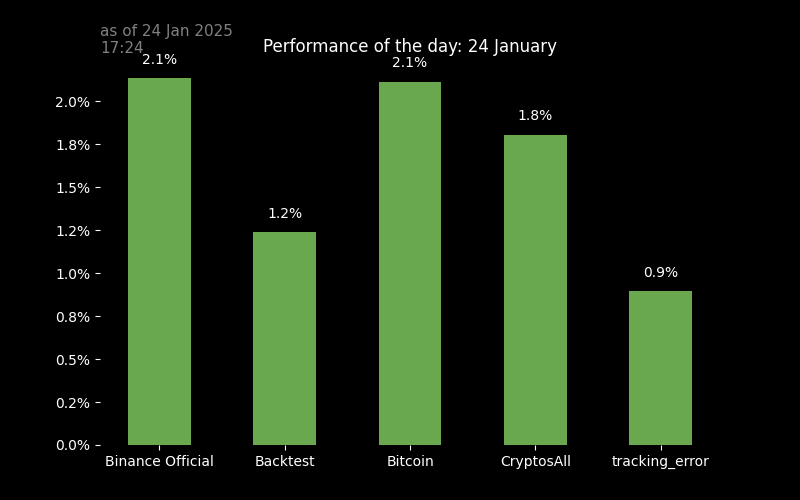 as of 24 Jan 2025
17:24
Performance of the day: 24 January
2.1%
2.1%
1.8%
1.2%
0.9%
2.0%
1.8%
1.5%
1.2%
1.0%
0.8%
0.5%
0.2%
0.0%
Binance Official
Backtest
Bitcoin
CryptosAll
tracking_error